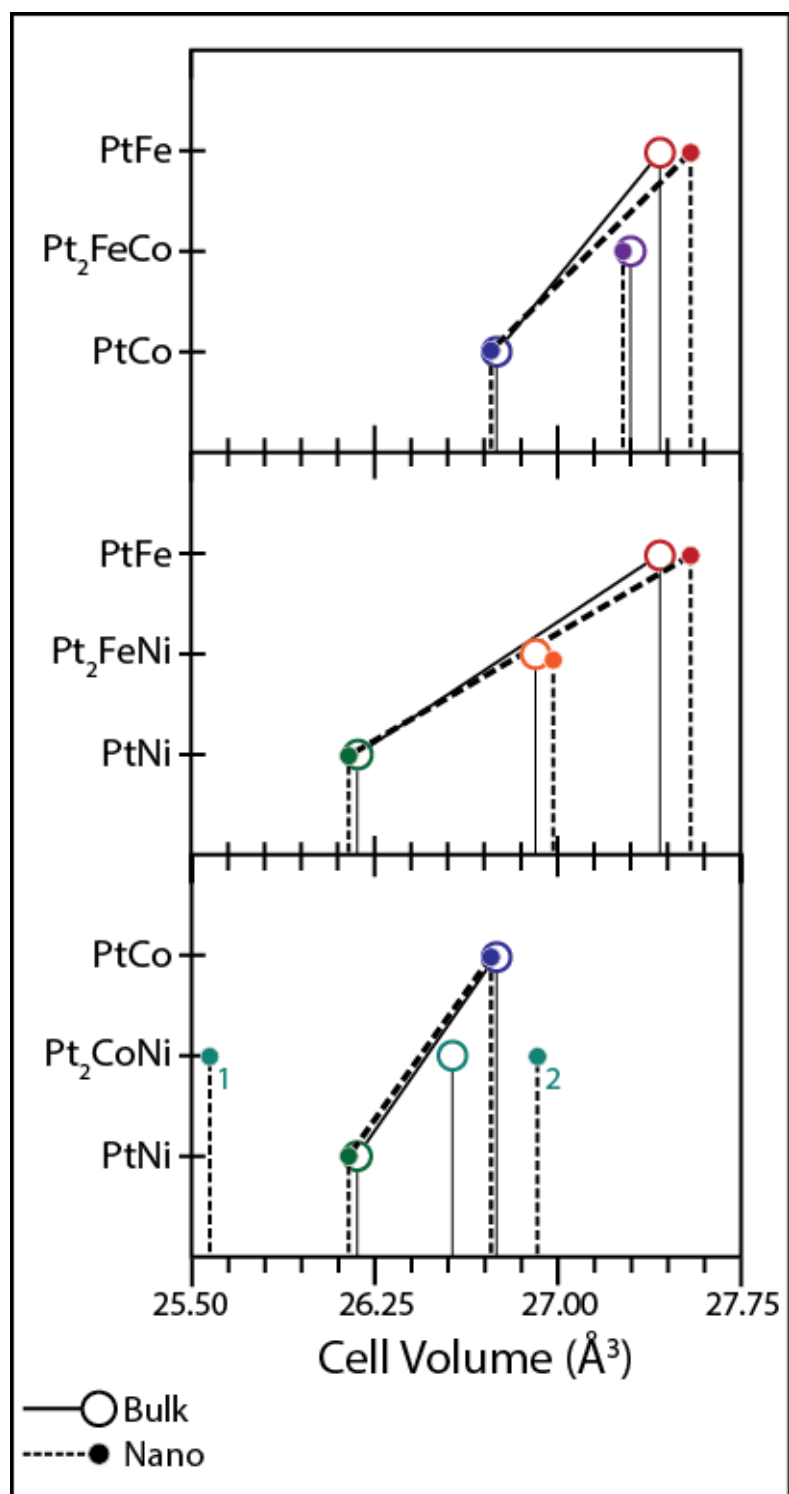 PtFe
Pt₂FeCo
PtCo
PtFe
Pt₂FeNi
PtNi
PtCo
Pt₂CoNi
1
2
PtNi
25.50 26.25 27.00 27.75
Cell Volume (Å³)
Bulk
Nano